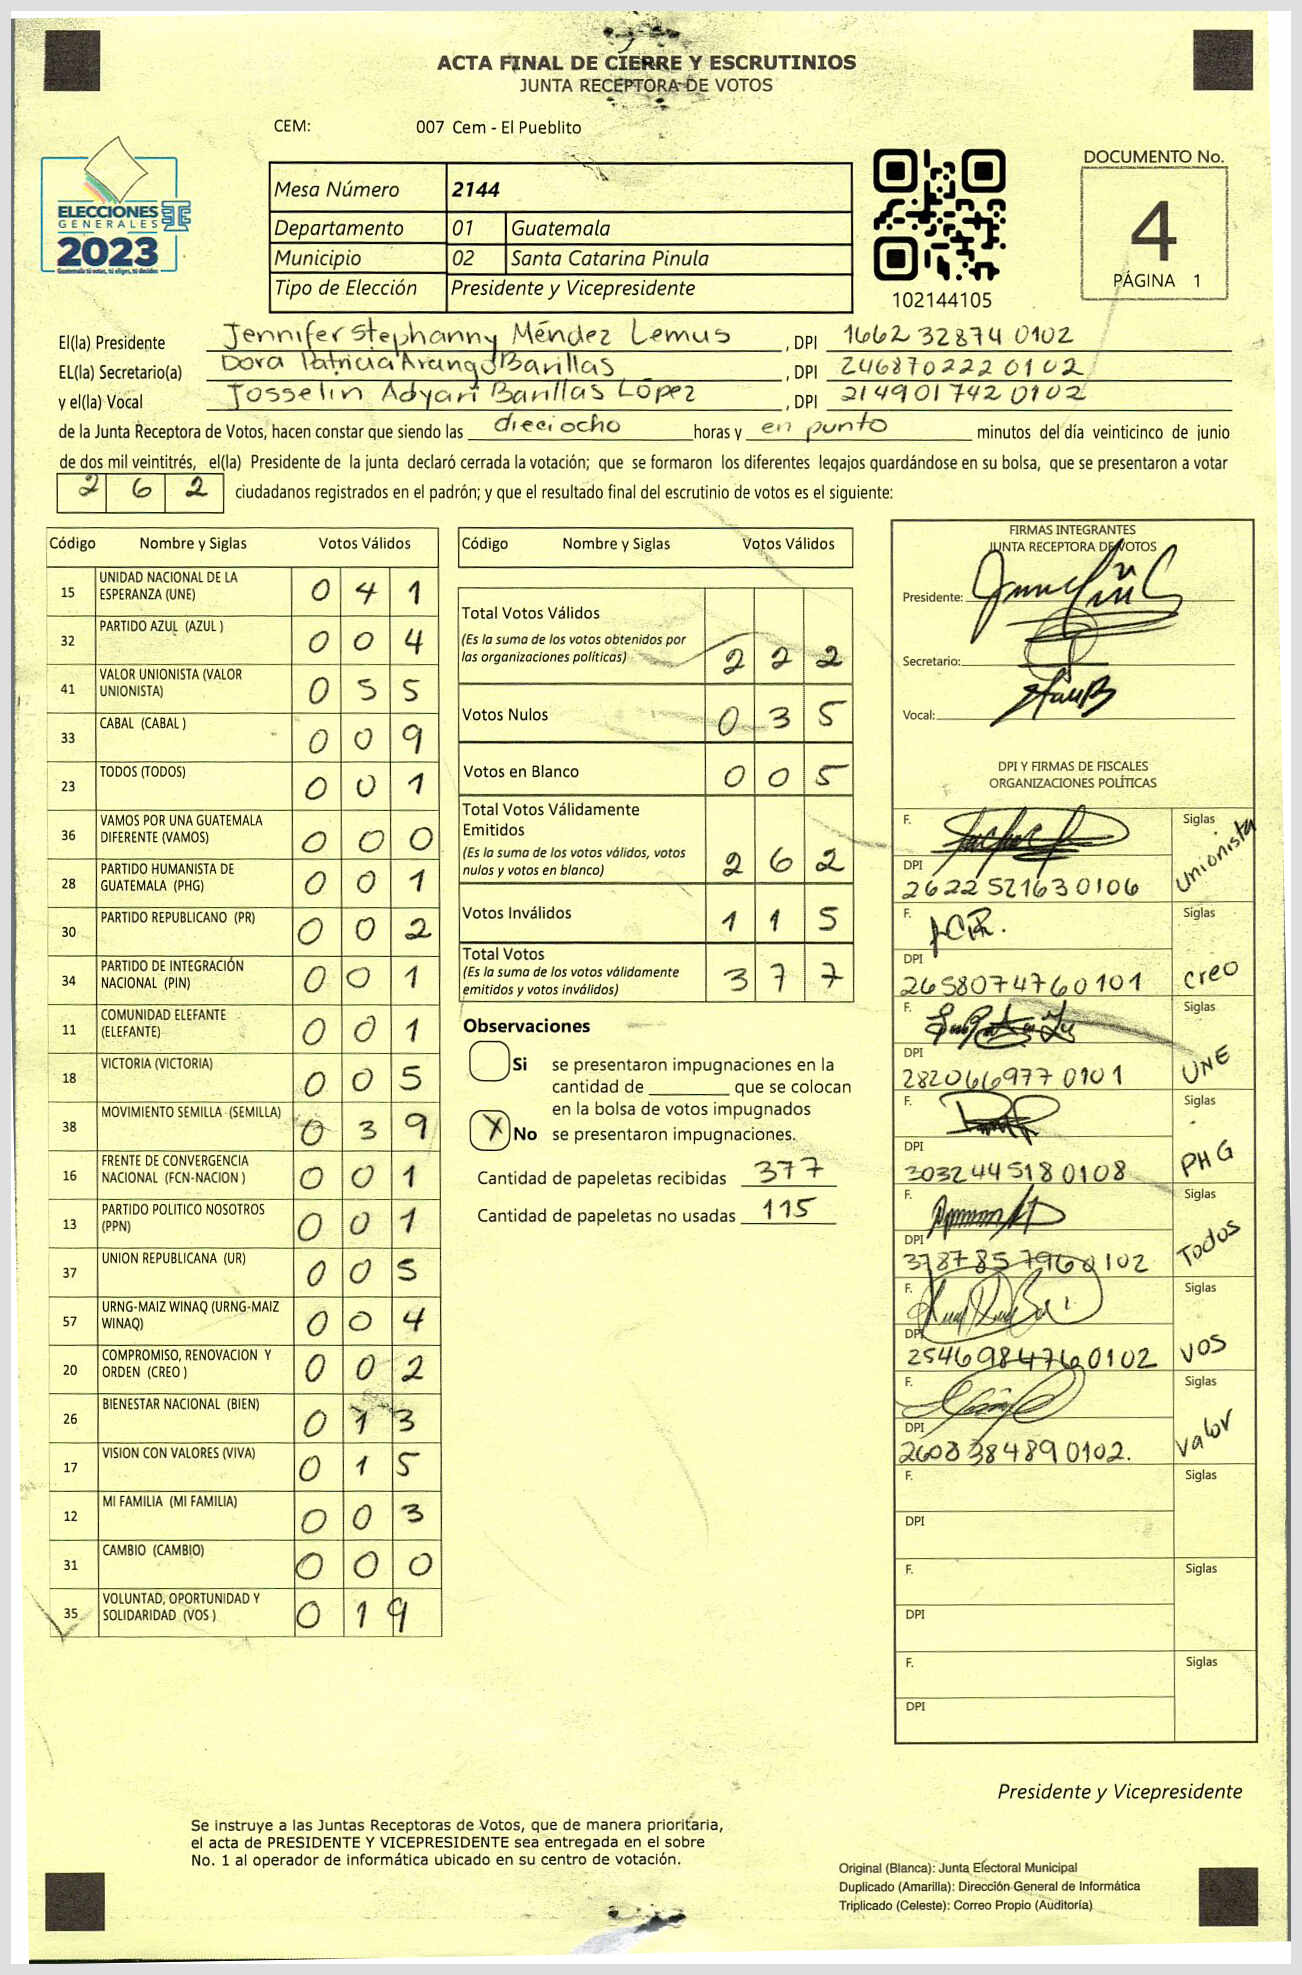 ACTA FINAL DE CIERRE Y ESCRUTINIOS
JUNTA RECEPTORA DE VOTOS
CEM: 007 Cem - El Pueblito
ELECCIONES
GENERALES
2023
Guatemala tú votas, tú eliges, tú decides
Mesa Número 2144
Departamento 01 Guatemala
Municipio 02 Santa Catarina Pinula
Tipo de Elección Presidente y Vicepresidente
102144105
DOCUMENTO No.
4
PÁGINA 1
El(la) Presidente Jennifer Stephanny Méndez Lemus, DPI 1662 32874 0102
EL(la) Secretario(a) Dora Patricia Arango Barillas, DPI 246870222 0102
y el(la) Vocal Josselin Adyari Barillas López, DPI 214901742 0102
de la Junta Receptora de Votos, hacen constar que siendo las dieciocho horas y en punto minutos del día veinticinco de junio
de dos mil veintitrés, el(la) Presidente de la junta declaró cerrada la votación; que se formaron los diferentes legajos guardándose en su bolsa, que se presentaron a votar
2 6 2 ciudadanos registrados en el padrón; y que el resultado final del escrutinio de votos es el siguiente:
Código Nombre y Siglas Votos Válidos
15 UNIDAD NACIONAL DE LA ESPERANZA (UNE) 0 4 1
32 PARTIDO AZUL (AZUL ) 0 0 4
41 VALOR UNIONISTA (VALOR UNIONISTA) 0 5 5
33 CABAL (CABAL ) 0 0 9
23 TODOS (TODOS) 0 0 1
36 VAMOS POR UNA GUATEMALA DIFERENTE (VAMOS) 0 0 0
28 PARTIDO HUMANISTA DE GUATEMALA (PHG) 0 0 1
30 PARTIDO REPUBLICANO (PR) 0 0 2
34 PARTIDO DE INTEGRACIÓN NACIONAL (PIN) 0 0 1
11 COMUNIDAD ELEFANTE (ELEFANTE) 0 0 1
18 VICTORIA (VICTORIA) 0 0 5
38 MOVIMIENTO SEMILLA (SEMILLA) 0 3 9
16 FRENTE DE CONVERGENCIA NACIONAL (FCN-NACION ) 0 0 1
13 PARTIDO POLITICO NOSOTROS (PPN) 0 0 1
37 UNION REPUBLICANA (UR) 0 0 5
57 URNG-MAIZ WINAQ (URNG-MAIZ WINAQ) 0 0 4
20 COMPROMISO, RENOVACION Y ORDEN (CREO ) 0 0 2
26 BIENESTAR NACIONAL (BIEN) 0 1 3
17 VISION CON VALORES (VIVA) 0 1 5
12 MI FAMILIA (MI FAMILIA) 0 0 3
31 CAMBIO (CAMBIO) 0 0 0
35 VOLUNTAD, OPORTUNIDAD Y SOLIDARIDAD (VOS ) 0 1 9
Código Nombre y Siglas Votos Válidos
Total Votos Válidos
(Es la suma de los votos obtenidos por
las organizaciones políticas) 2 2 2
Votos Nulos 0 3 5
Votos en Blanco 0 0 5
Total Votos Válidamente
Emitidos
(Es la suma de los votos válidos, votos
nulos y votos en blanco) 2 6 2
Votos Inválidos 1 1 5
Total Votos
(Es la suma de los votos válidamente
emitidos y votos inválidos) 3 7 7
Observaciones
Si se presentaron impugnaciones en la
cantidad de ________ que se colocan
en la bolsa de votos impugnados
X No se presentaron impugnaciones.
Cantidad de papeletas recibidas 377
Cantidad de papeletas no usadas 115
FIRMAS INTEGRANTES
JUNTA RECEPTORA DE VOTOS
Presidente:
Secretario:
Vocal:
DPI Y FIRMAS DE FISCALES
ORGANIZACIONES POLÍTICAS
F. Siglas Unionista
DPI 2622521630106
F. Siglas creo
DPI 2658074760101
F. Siglas UNE
DPI 282066977 0101
F. Siglas PHG
DPI 3032445180108
F. Siglas Todos
DPI 3787857960102
F. Siglas VOS
DPI 2546984760102
F. Siglas Valor
DPI 2608384890102.
F. Siglas
DPI
F. Siglas
DPI
F. Siglas
DPI
Presidente y Vicepresidente
Se instruye a las Juntas Receptoras de Votos, que de manera prioritaria,
el acta de PRESIDENTE Y VICEPRESIDENTE sea entregada en el sobre
No. 1 al operador de informática ubicado en su centro de votación.
Original (Blanca): Junta Electoral Municipal
Duplicado (Amarilla): Dirección General de Informática
Triplicado (Celeste): Correo Propio (Auditoría)